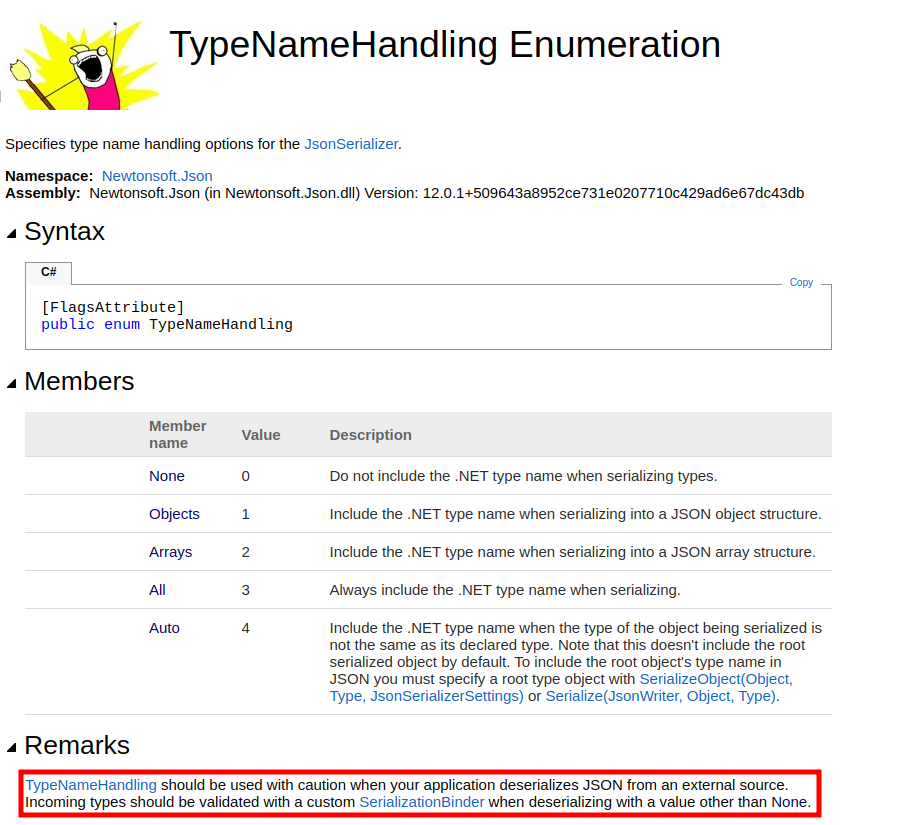 TypeNameHandling Enumeration
Specifies type name handling options for the JsonSerializer.
Namespace: Newtonsoft.Json
Assembly: Newtonsoft.Json (in Newtonsoft.Json.dll) Version: 12.0.1+509643a8952ce731e0207710c429ad6e67dc43db
Syntax
C#
Copy
[FlagsAttribute]
public enum TypeNameHandling
Members
Member name Value Description
None 0 Do not include the .NET type name when serializing types.
Objects 1 Include the .NET type name when serializing into a JSON object structure.
Arrays 2 Include the .NET type name when serializing into a JSON array structure.
All 3 Always include the .NET type name when serializing.
Auto 4 Include the .NET type name when the type of the object being serialized is
not the same as its declared type. Note that this doesn't include the root
serialized object by default. To include the root object's type name in
JSON you must specify a root type object with SerializeObject(Object,
Type, JsonSerializerSettings) or Serialize(JsonWriter, Object, Type).
Remarks
TypeNameHandling should be used with caution when your application deserializes JSON from an external source.
Incoming types should be validated with a custom SerializationBinder when deserializing with a value other than None.